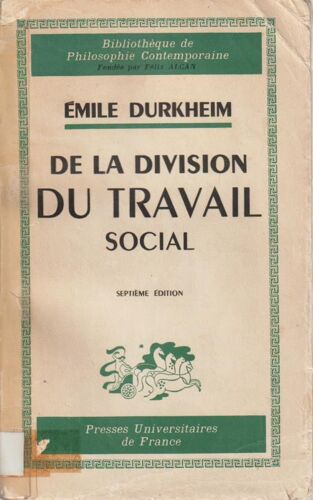 Bibliothèque de
Philosophie Contemporaine
Fondée par Félix ALCAN
ÉMILE DURKHEIM
DE LA DIVISION
DU TRAVAIL
SOCIAL
SEPTIÈME ÉDITION
Presses Universitaires
de France